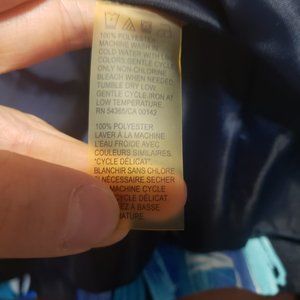 100% POLYESTER
MACHINE WASH IN
COLD WATER WITH L
COLORS, GENTLE CYCLE
ONLY NON-CHLORINE
BLEACH WHEN NEEDED
TUMBLE DRY LOW,
GENTLE CYCLE-IRON AT
LOW TEMPERATURE.
RN 54365/CA 00142
100% POLYESTER
LAVER À LA MACHINE
L'EAU FROIDE AVEC
COULEURS SIMILAIRES.
"CYCLE DÉLICAT".
BLANCHIR SANS CHLORE
NÉCESSAIRE.SÉCHER
MACHINE CYCLE
CYCLE DÉLICAT.